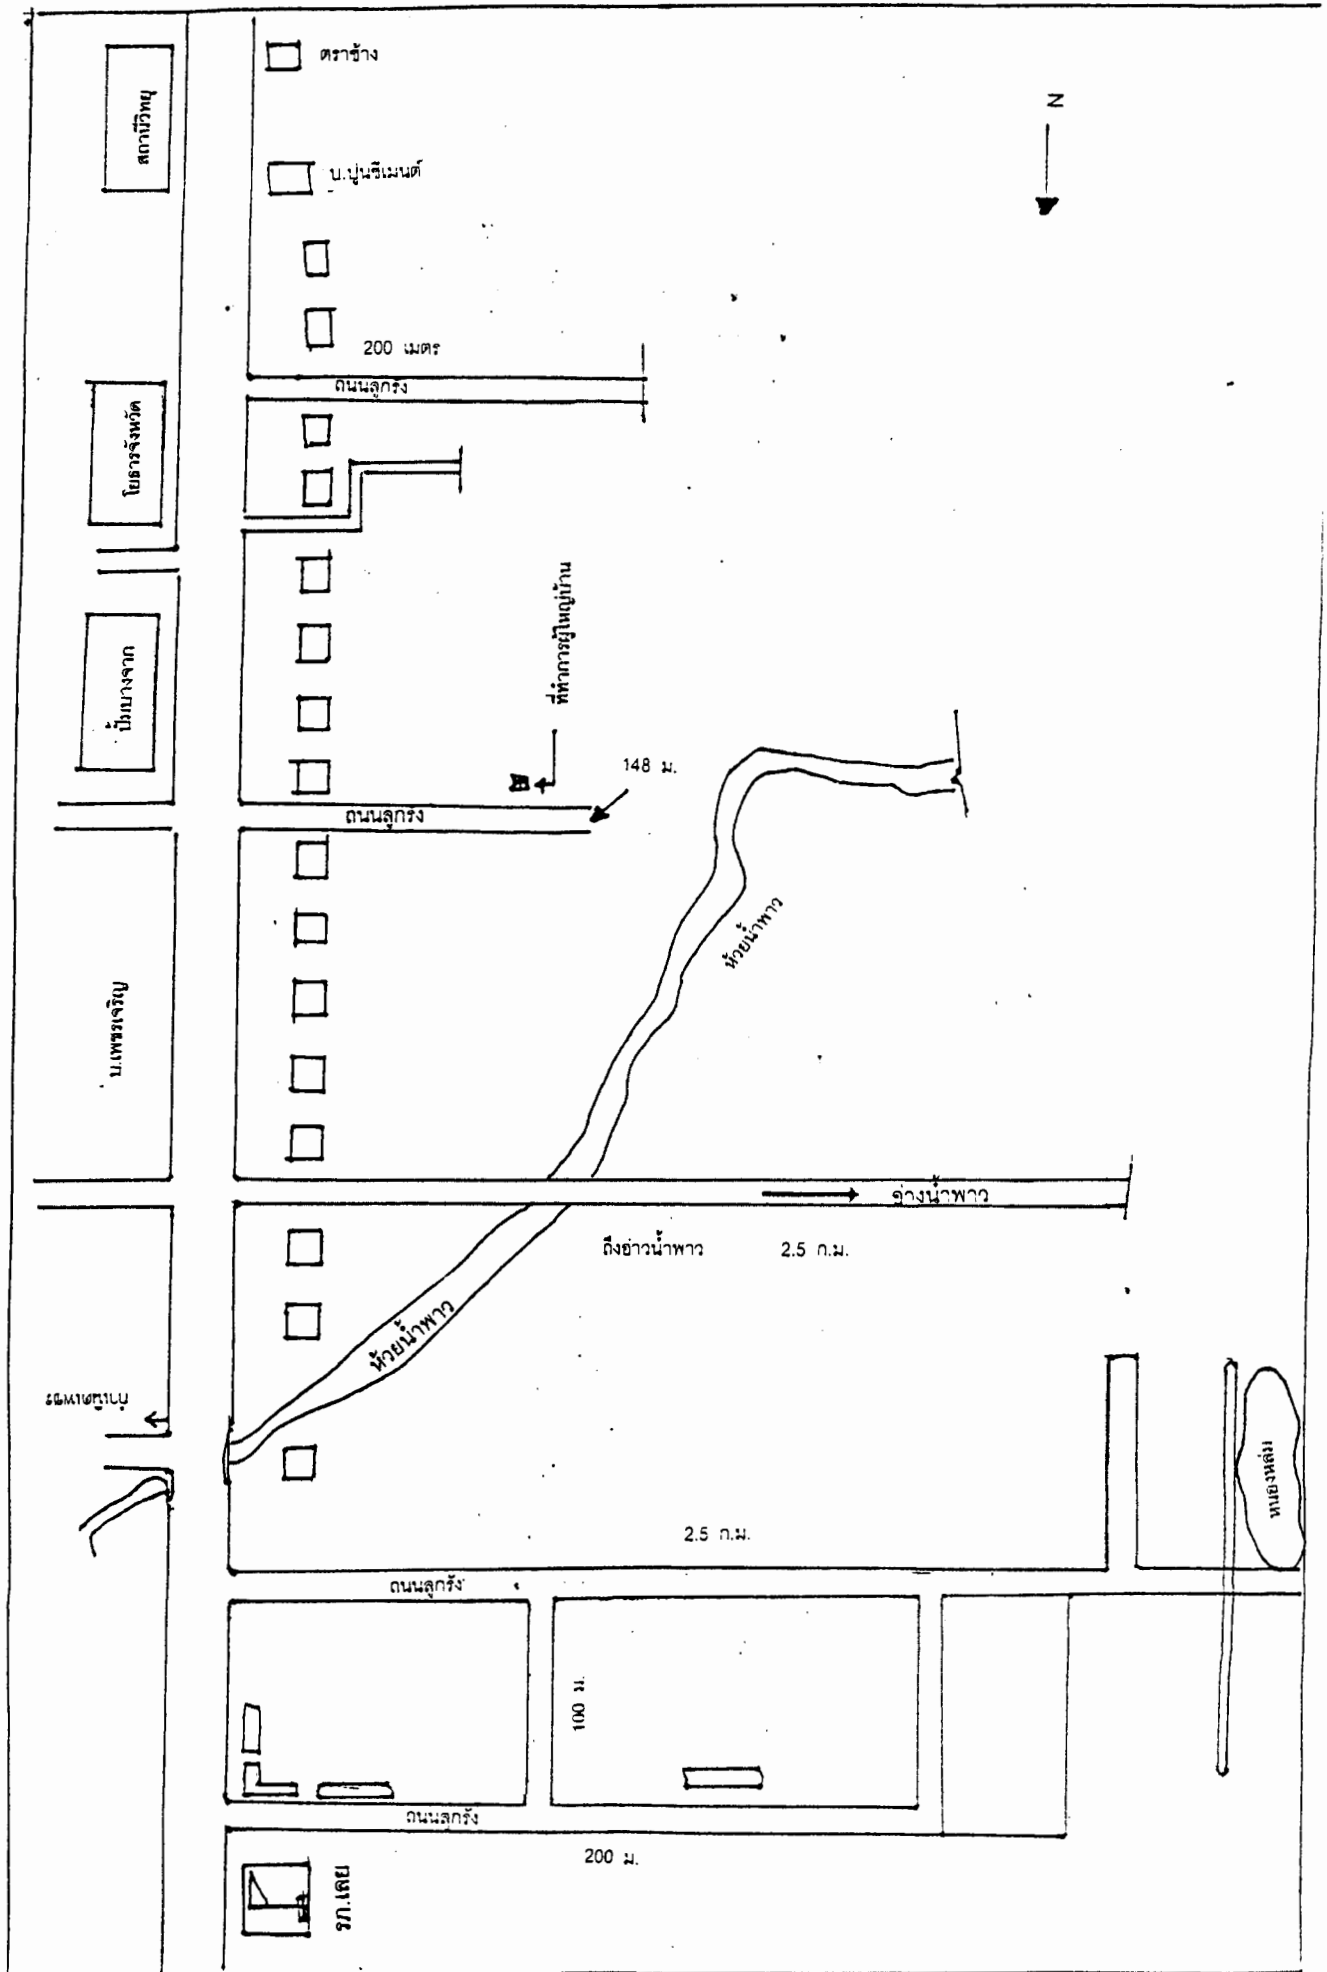 ตราช้าง
สถานีวิทยุ
N
บ.ปูนซีเมนต์
200 เมตร
ถนนลูกรัง
โยธารจังหวัด
ที่ทำการผู้ใหญ่บ้าน
ปั๊มบางจาก
148 ม.
ถนนลูกรัง
ห้วยน้ำพาว
บ.เพชรเจริญ
อ่างน้ำพาว
ถึงอ่าวน้ำพาว 2.5 ก.ม.
ห้วยน้ำพาว
หนองหล่ม
2.5 ก.ม.
ถนนลูกรัง
100 ม.
ถนนลูกรัง
200 ม.
รภ.เลย